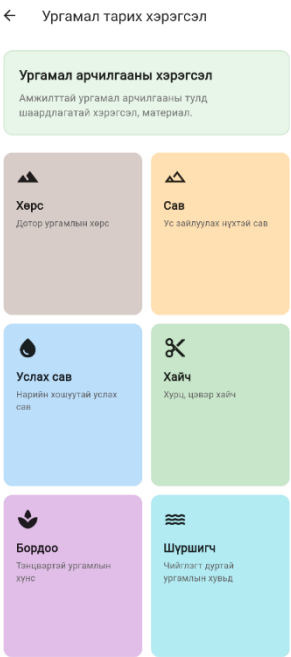 Ургамал тарих хэрэгсэл
Ургамал арчилгааны хэрэгсэл
Амжилттай ургамал арчилгааны тулд
шаардлагатай хэрэгсэл, материал.
Хөрс
Дотор ургамлын хөрс
Сав
Ус зайлуулах нүхтэй сав
Услах сав
Нарийн хошуутай услах
сав
Хайч
Хурц, цэвэр хайч
Бордоо
Тэнцвэртэй ургамлын
хүнс
Шүршигч
Чийглэгт дуртай
ургамлын хувьд